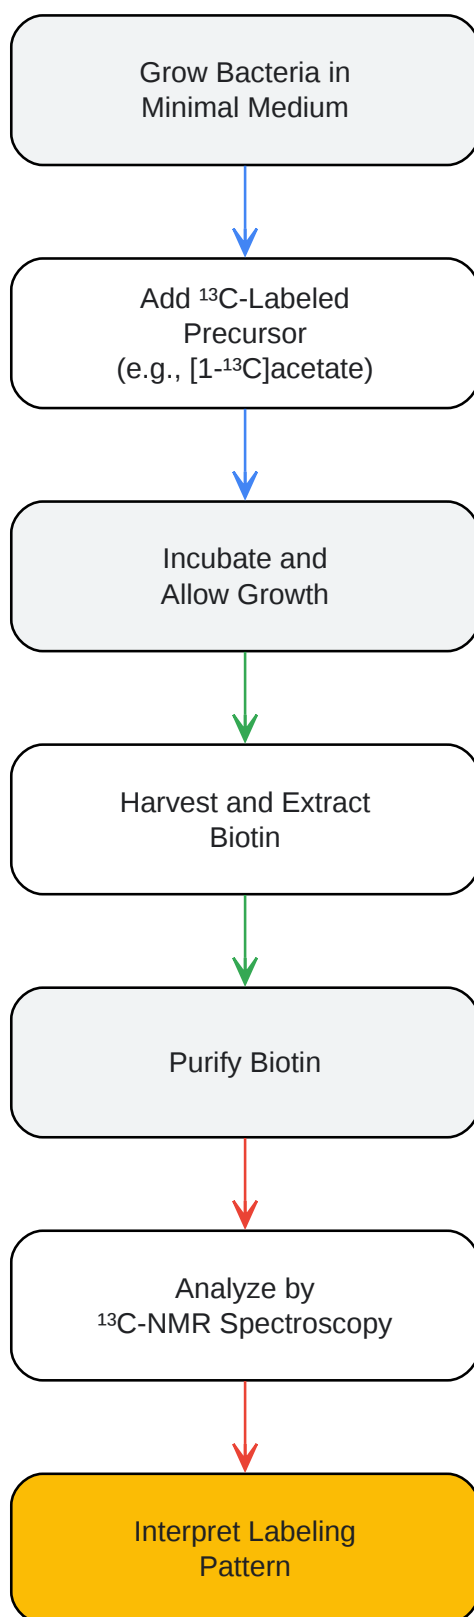 Grow Bacteria in
Minimal Medium
Add ¹³C-Labeled
Precursor
(e.g., [1-¹³C]acetate)
Incubate and
Allow Growth
Harvest and Extract
Biotin
Purify Biotin
Analyze by
¹³C-NMR Spectroscopy
Interpret Labeling
Pattern